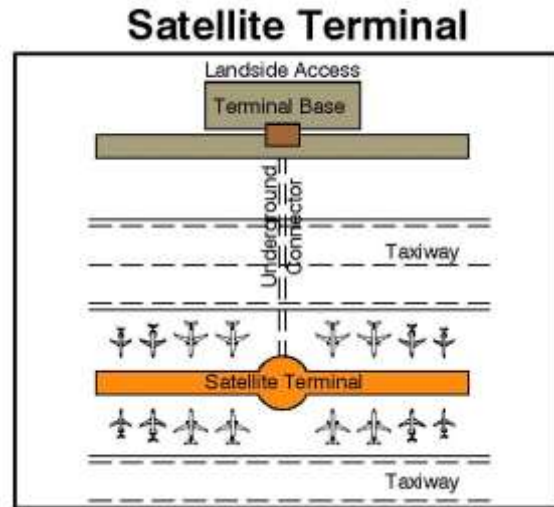 Satellite Terminal
Landside Access
Terminal Base
Underground
Connector
Taxiway
Satellite Terminal
Taxiway